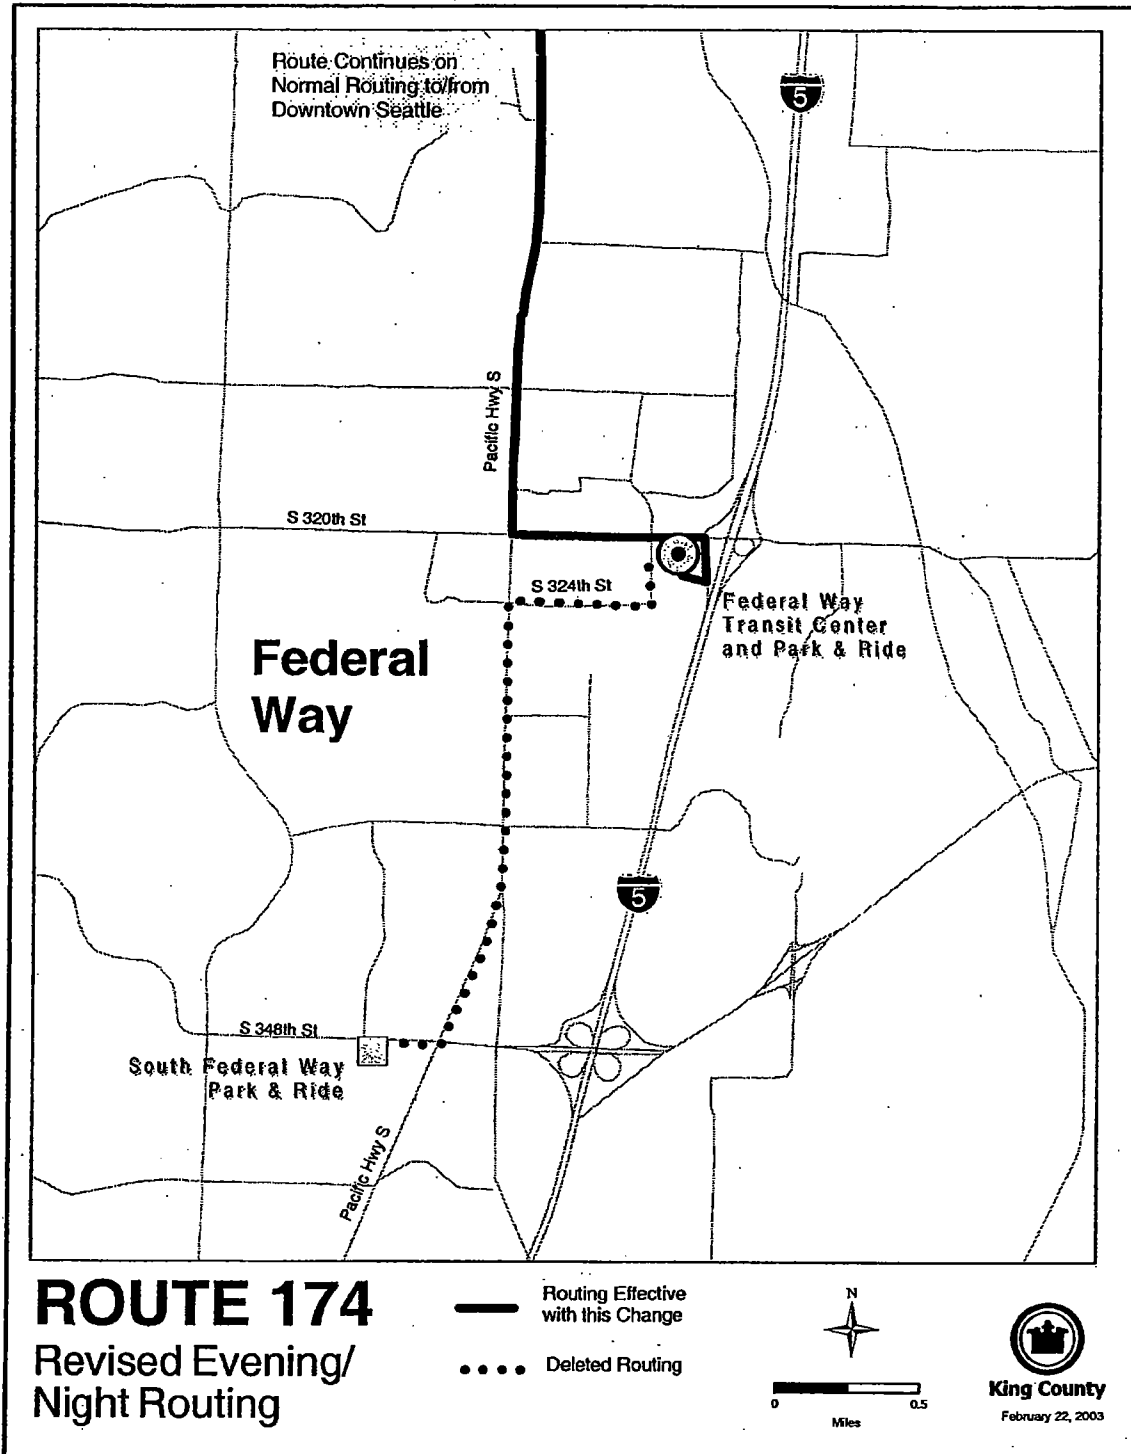 Route Continues on
Normal Routing to/from
Downtown Seattle
5
Pacific Hwy S
S 320th St
S 324th St
Federal Way
Transit Center
and Park & Ride
Federal
Way
5
S 348th St
South Federal Way
Park & Ride
Pacific Hwy S
ROUTE 174
Revised Evening/
Night Routing
Routing Effective
with this Change
Deleted Routing
N
0 0.5
Miles
King County
February 22, 2003